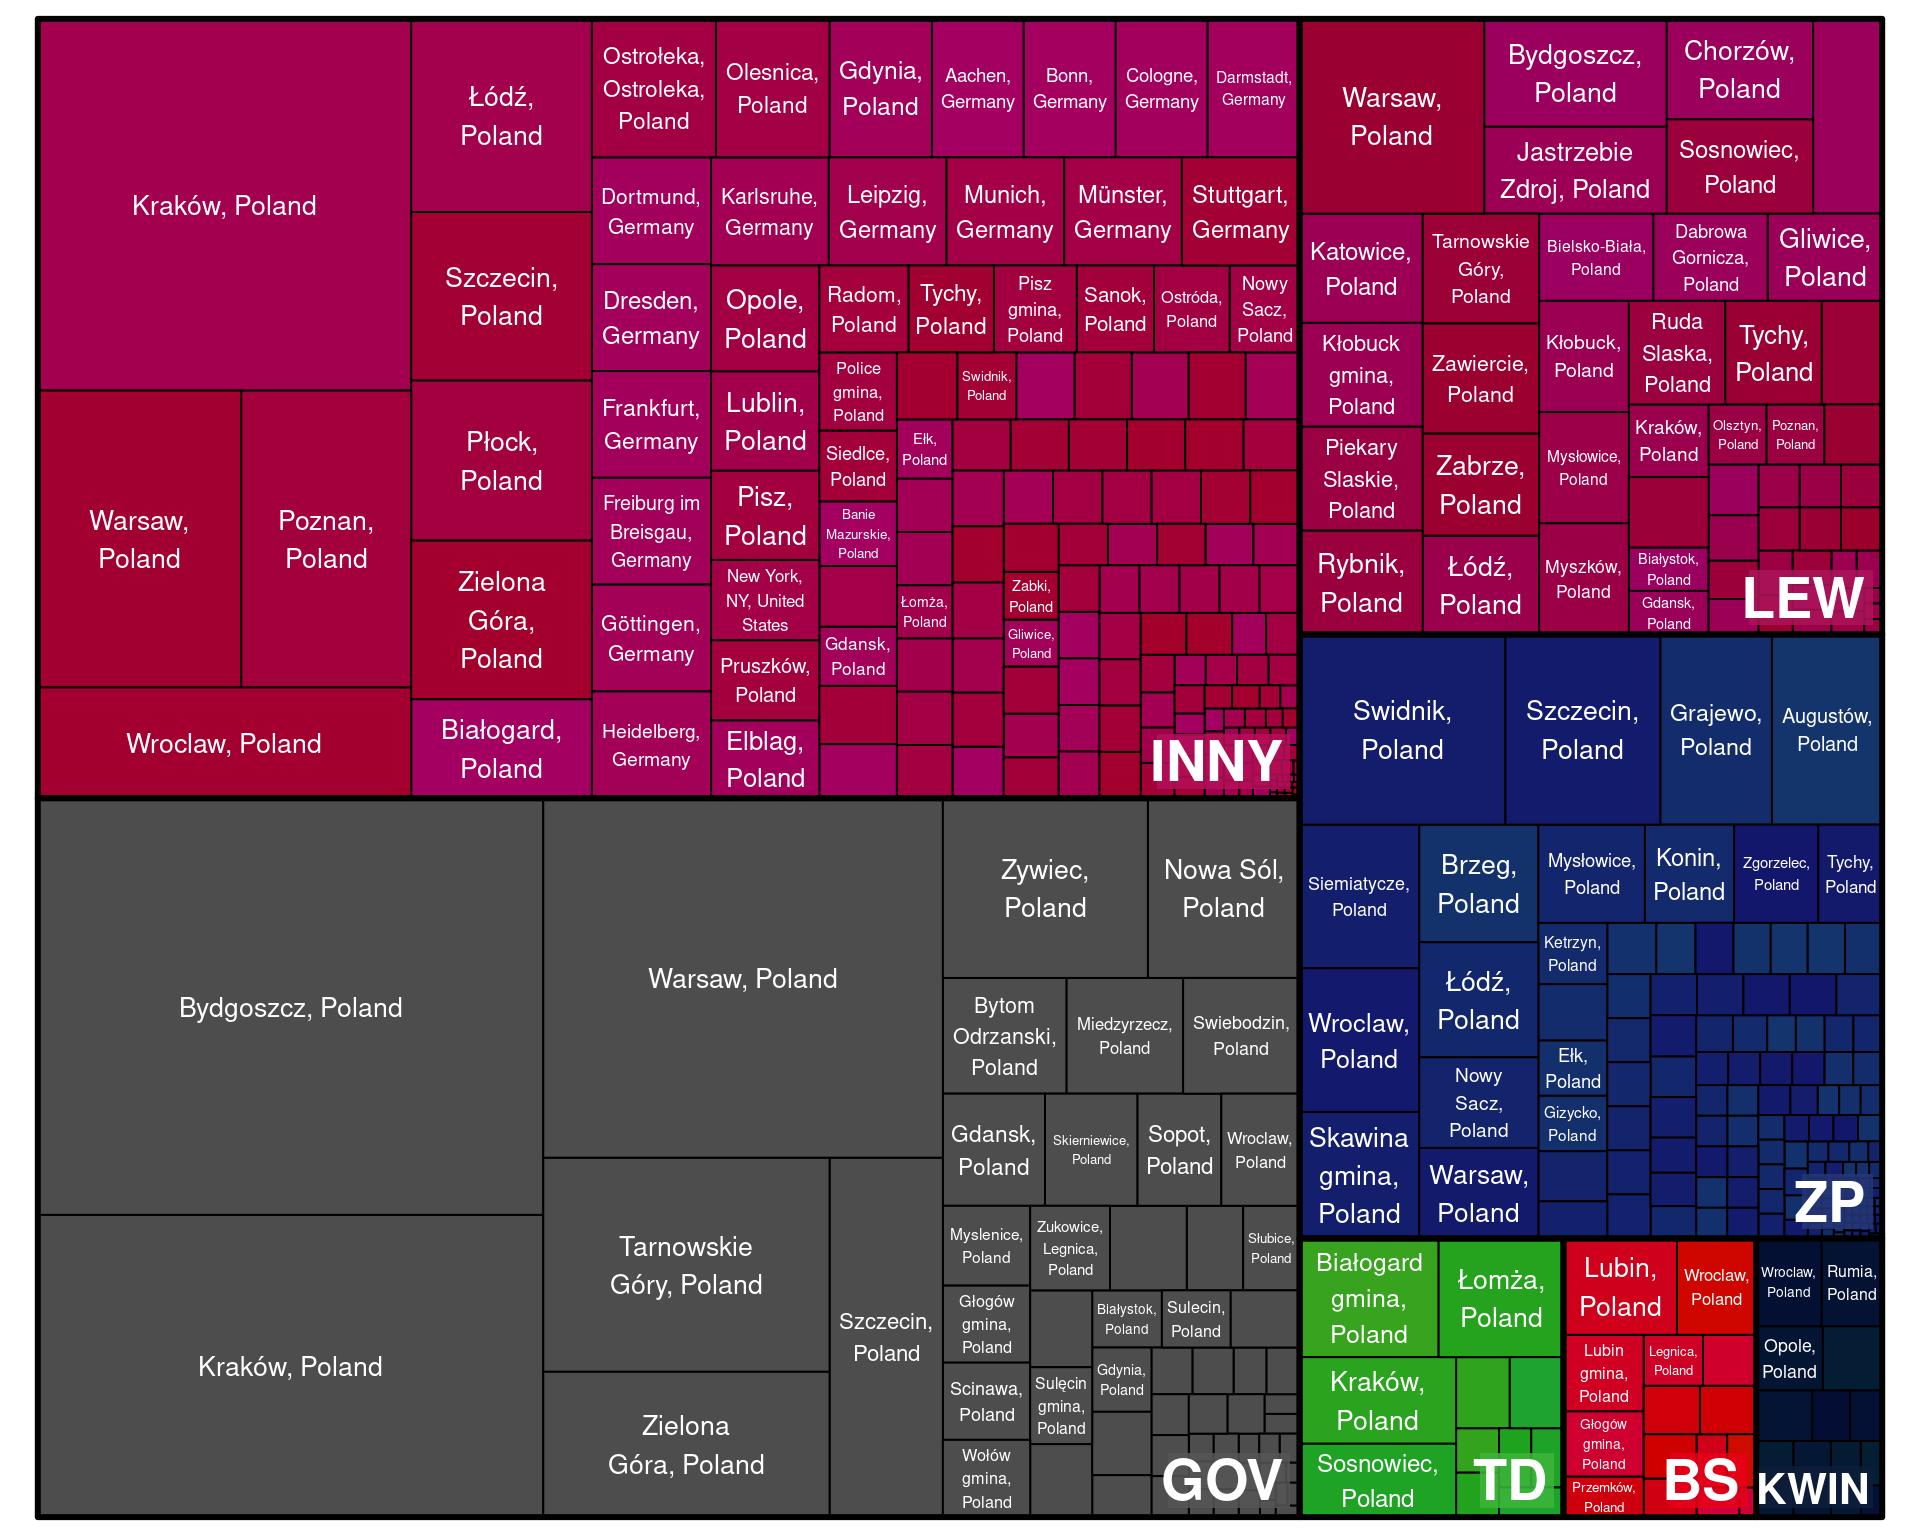 Kraków, Poland
Warsaw,
Poland
Poznan,
Poland
Wroclaw, Poland
Łódź,
Poland
Szczecin,
Poland
Płock,
Poland
Zielona
Góra,
Poland
Białogard,
Poland
Ostrołeka,
Ostroleka,
Poland
Olesnica,
Poland
Gdynia,
Poland
Aachen,
Germany
Bonn,
Germany
Cologne,
Germany
Darmstadt,
Germany
Dortmund,
Germany
Dresden,
Germany
Frankfurt,
Germany
Freiburg im
Breisgau,
Germany
Göttingen,
Germany
Heidelberg,
Germany
Karlsruhe,
Germany
Leipzig,
Germany
Munich,
Germany
Münster,
Germany
Stuttgart,
Germany
Opole,
Poland
Lublin,
Poland
Pisz,
Poland
New York,
NY, United
States
Pruszków,
Poland
Elblag,
Poland
Radom,
Poland
Tychy,
Poland
Pisz
gmina,
Poland
Sanok,
Poland
Ostróda,
Poland
Nowy
Sacz,
Poland
Police
gmina,
Poland
Siedlce,
Poland
Banie
Mazurskie,
Poland
Gdansk,
Poland
Swidnik,
Poland
Ełk,
Poland
Łomża,
Poland
Zabki,
Poland
Gliwice,
Poland
INNY
Warsaw,
Poland
Bydgoszcz,
Poland
Jastrzebie
Zdroj, Poland
Chorzów,
Poland
Sosnowiec,
Poland
Katowice,
Poland
Kłobuck
gmina,
Poland
Piekary
Slaskie,
Poland
Rybnik,
Poland
Tarnowskie
Góry,
Poland
Zawiercie,
Poland
Zabrze,
Poland
Łódź,
Poland
Bielsko-Biała,
Poland
Dabrowa
Gornicza,
Poland
Gliwice,
Poland
Kłobuck,
Poland
Mysłowice,
Poland
Myszków,
Poland
Ruda
Slaska,
Poland
Tychy,
Poland
Kraków,
Poland
Olsztyn,
Poland
Poznan,
Poland
Białystok,
Poland
Gdansk,
Poland
LEW
Bydgoszcz, Poland
Kraków, Poland
Warsaw, Poland
Tarnowskie
Góry, Poland
Zielona
Góra, Poland
Szczecin,
Poland
Zywiec,
Poland
Nowa Sól,
Poland
Bytom
Odrzanski,
Poland
Miedzyrzecz,
Poland
Swiebodzin,
Poland
Gdansk,
Poland
Skierniewice,
Poland
Sopot,
Poland
Wroclaw,
Poland
Myslenice,
Poland
Głogów
gmina,
Poland
Scinawa,
Poland
Wołów
gmina,
Poland
Zukowice,
Legnica,
Poland
Słubice,
Poland
Sulęcin
gmina,
Poland
Białystok,
Poland
Sulecin,
Poland
Gdynia,
Poland
GOV
Swidnik,
Poland
Szczecin,
Poland
Grajewo,
Poland
Augustów,
Poland
Siemiatycze,
Poland
Wroclaw,
Poland
Skawina
gmina,
Poland
Brzeg,
Poland
Łódź,
Poland
Nowy
Sacz,
Poland
Warsaw,
Poland
Mysłowice,
Poland
Konin,
Poland
Zgorzelec,
Poland
Tychy,
Poland
Ketrzyn,
Poland
Ełk,
Poland
Gizycko,
Poland
ZP
Białogard
gmina,
Poland
Łomża,
Poland
Kraków,
Poland
Sosnowiec,
Poland
TD
Lubin,
Poland
Wroclaw,
Poland
Lubin
gmina,
Poland
Legnica,
Poland
Głogów
gmina,
Poland
Przemków,
Poland
BS
Wroclaw,
Poland
Rumia,
Poland
Opole,
Poland
KWIN